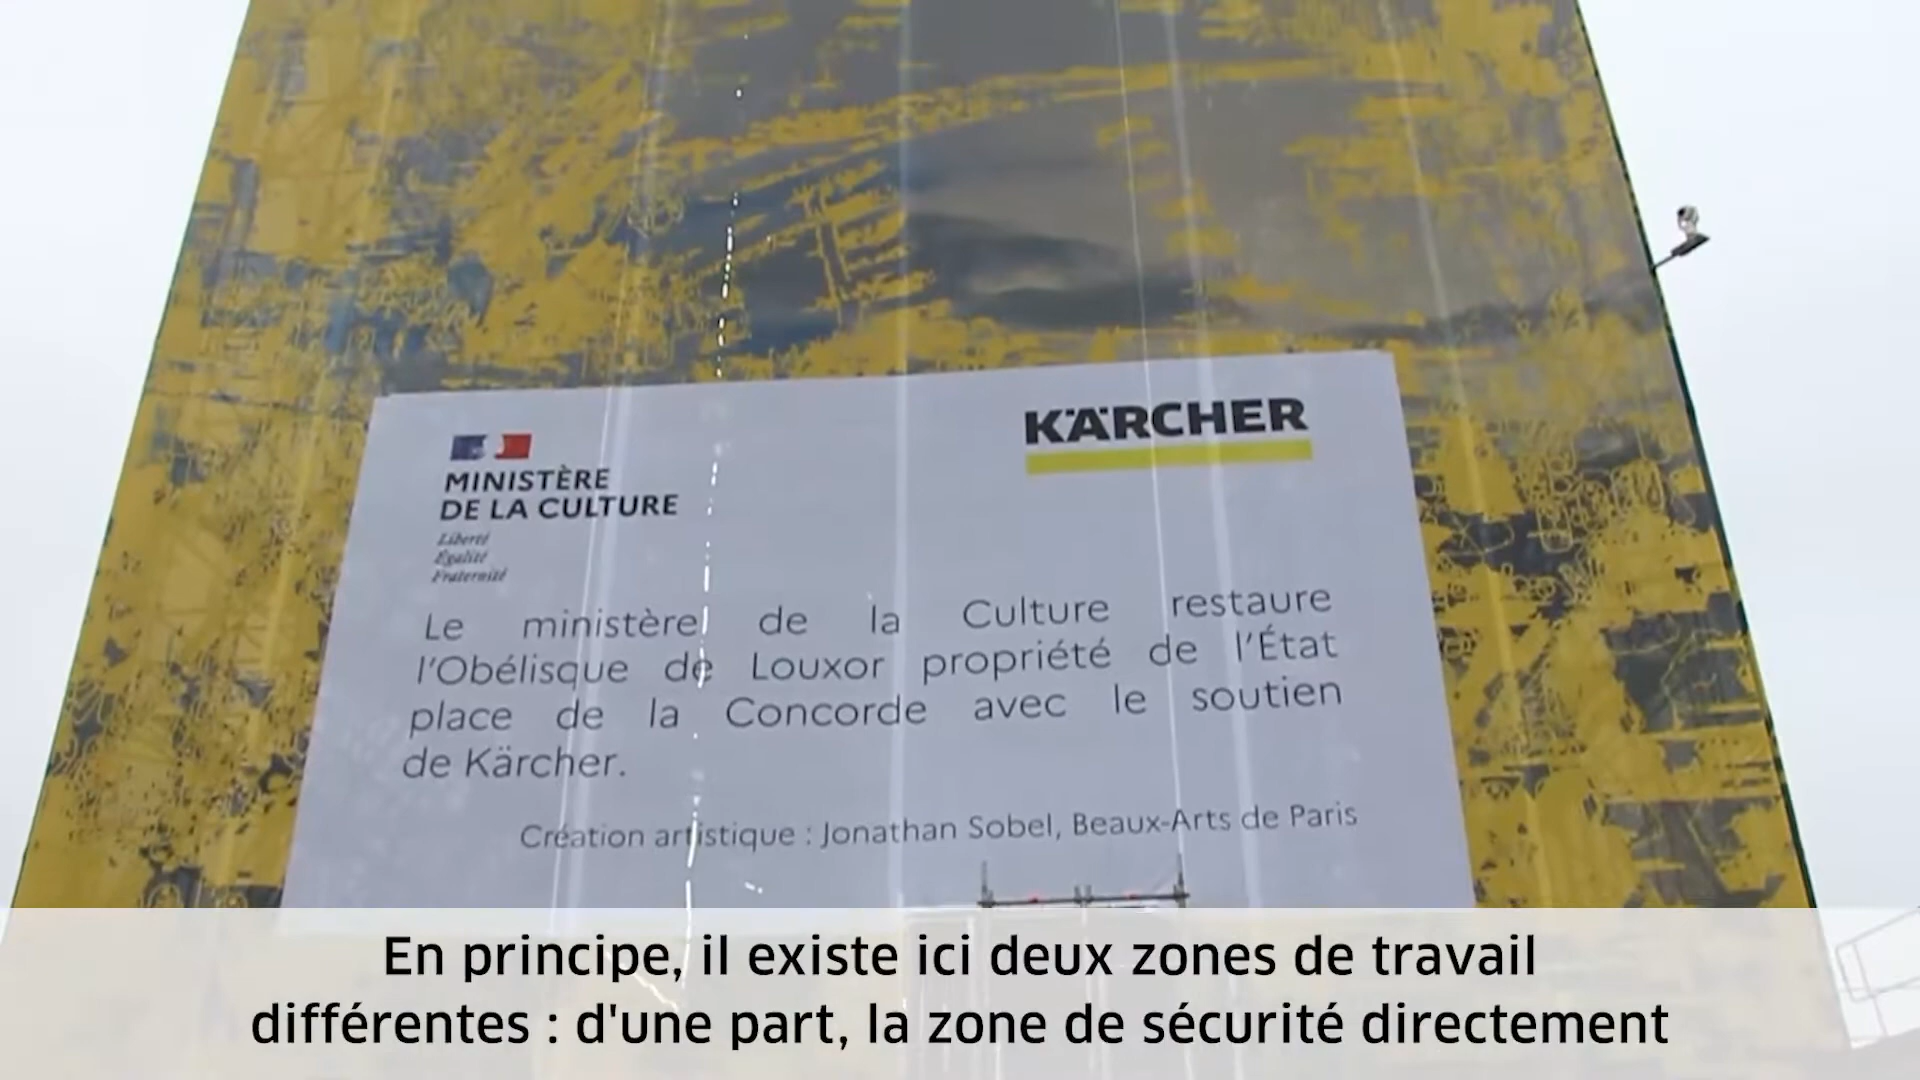 MINISTÈRE
DE LA CULTURE
Liberté
Égalité
Fraternité
KÄRCHER
Le ministère de la Culture restaure
l'Obélisque de Louxor propriété de l'État
place de la Concorde avec le soutien
de Kärcher.
Création artistique : Jonathan Sobel, Beaux-Arts de Paris
En principe, il existe ici deux zones de travail
différentes : d'une part, la zone de sécurité directement